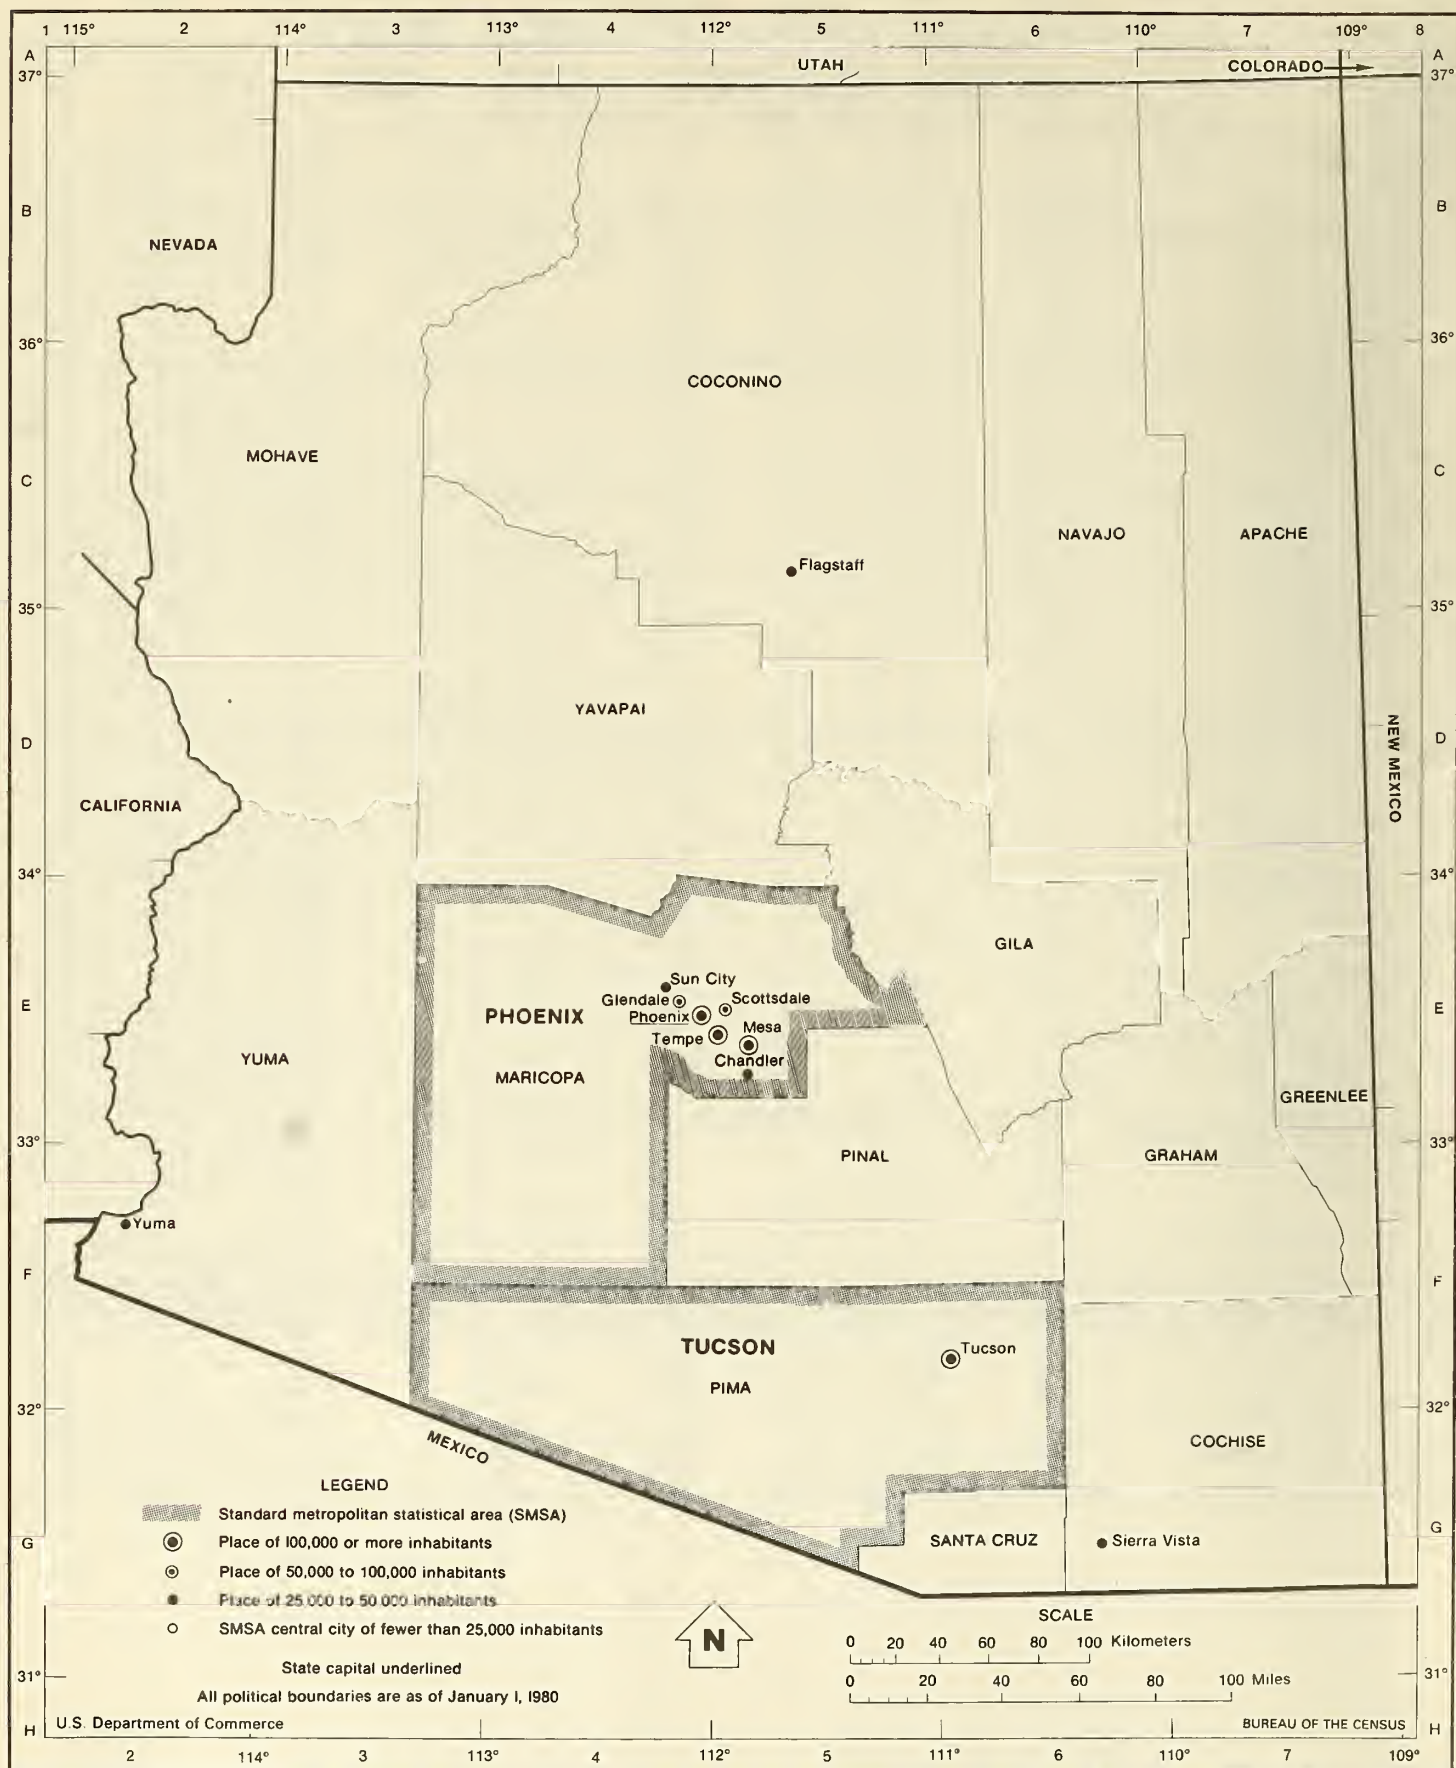 1 115° 2 114° 3 113° 4 112° 5 111° 6 110° 7 109° 8
A A
37° UTAH COLORADO 37°
B B
NEVADA
36° 36°
COCONINO
MOHAVE
C C
NAVAJO APACHE
Flagstaff
35° 35°
YAVAPAI
D D
NEW MEXICO
CALIFORNIA
34° 34°
GILA
Sun City
Glendale Scottsdale
E PHOENIX Phoenix E
Mesa
Tempe
YUMA Chandler
MARICOPA
GREENLEE
33° 33°
PINAL GRAHAM
Yuma
F F
TUCSON Tucson
PIMA
32° 32°
MEXICO COCHISE
LEGEND
Standard metropolitan statistical area (SMSA)
G Place of 100,000 or more inhabitants SANTA CRUZ Sierra Vista G
Place of 50,000 to 100,000 inhabitants
Place of 25,000 to 50,000 inhabitants
SMSA central city of fewer than 25,000 inhabitants
N
SCALE
0 20 40 60 80 100 Kilometers
State capital underlined
31° 0 20 40 60 80 100 Miles 31°
All political boundaries are as of January 1, 1980
H U.S. Department of Commerce BUREAU OF THE CENSUS H
2 114° 3 113° 4 112° 5 111° 6 110° 7 109°